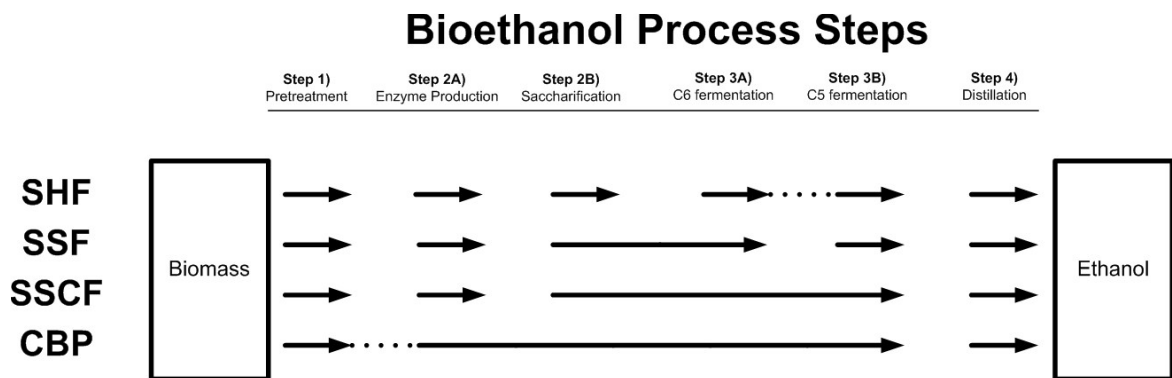 Bioethanol Process Steps
Step 1)
Pretreatment
Step 2A)
Enzyme Production
Step 2B)
Saccharification
Step 3A)
C6 fermentation
Step 3B)
C5 fermentation
Step 4)
Distillation
SHF
SSF
SSCF
CBP
Biomass
Ethanol